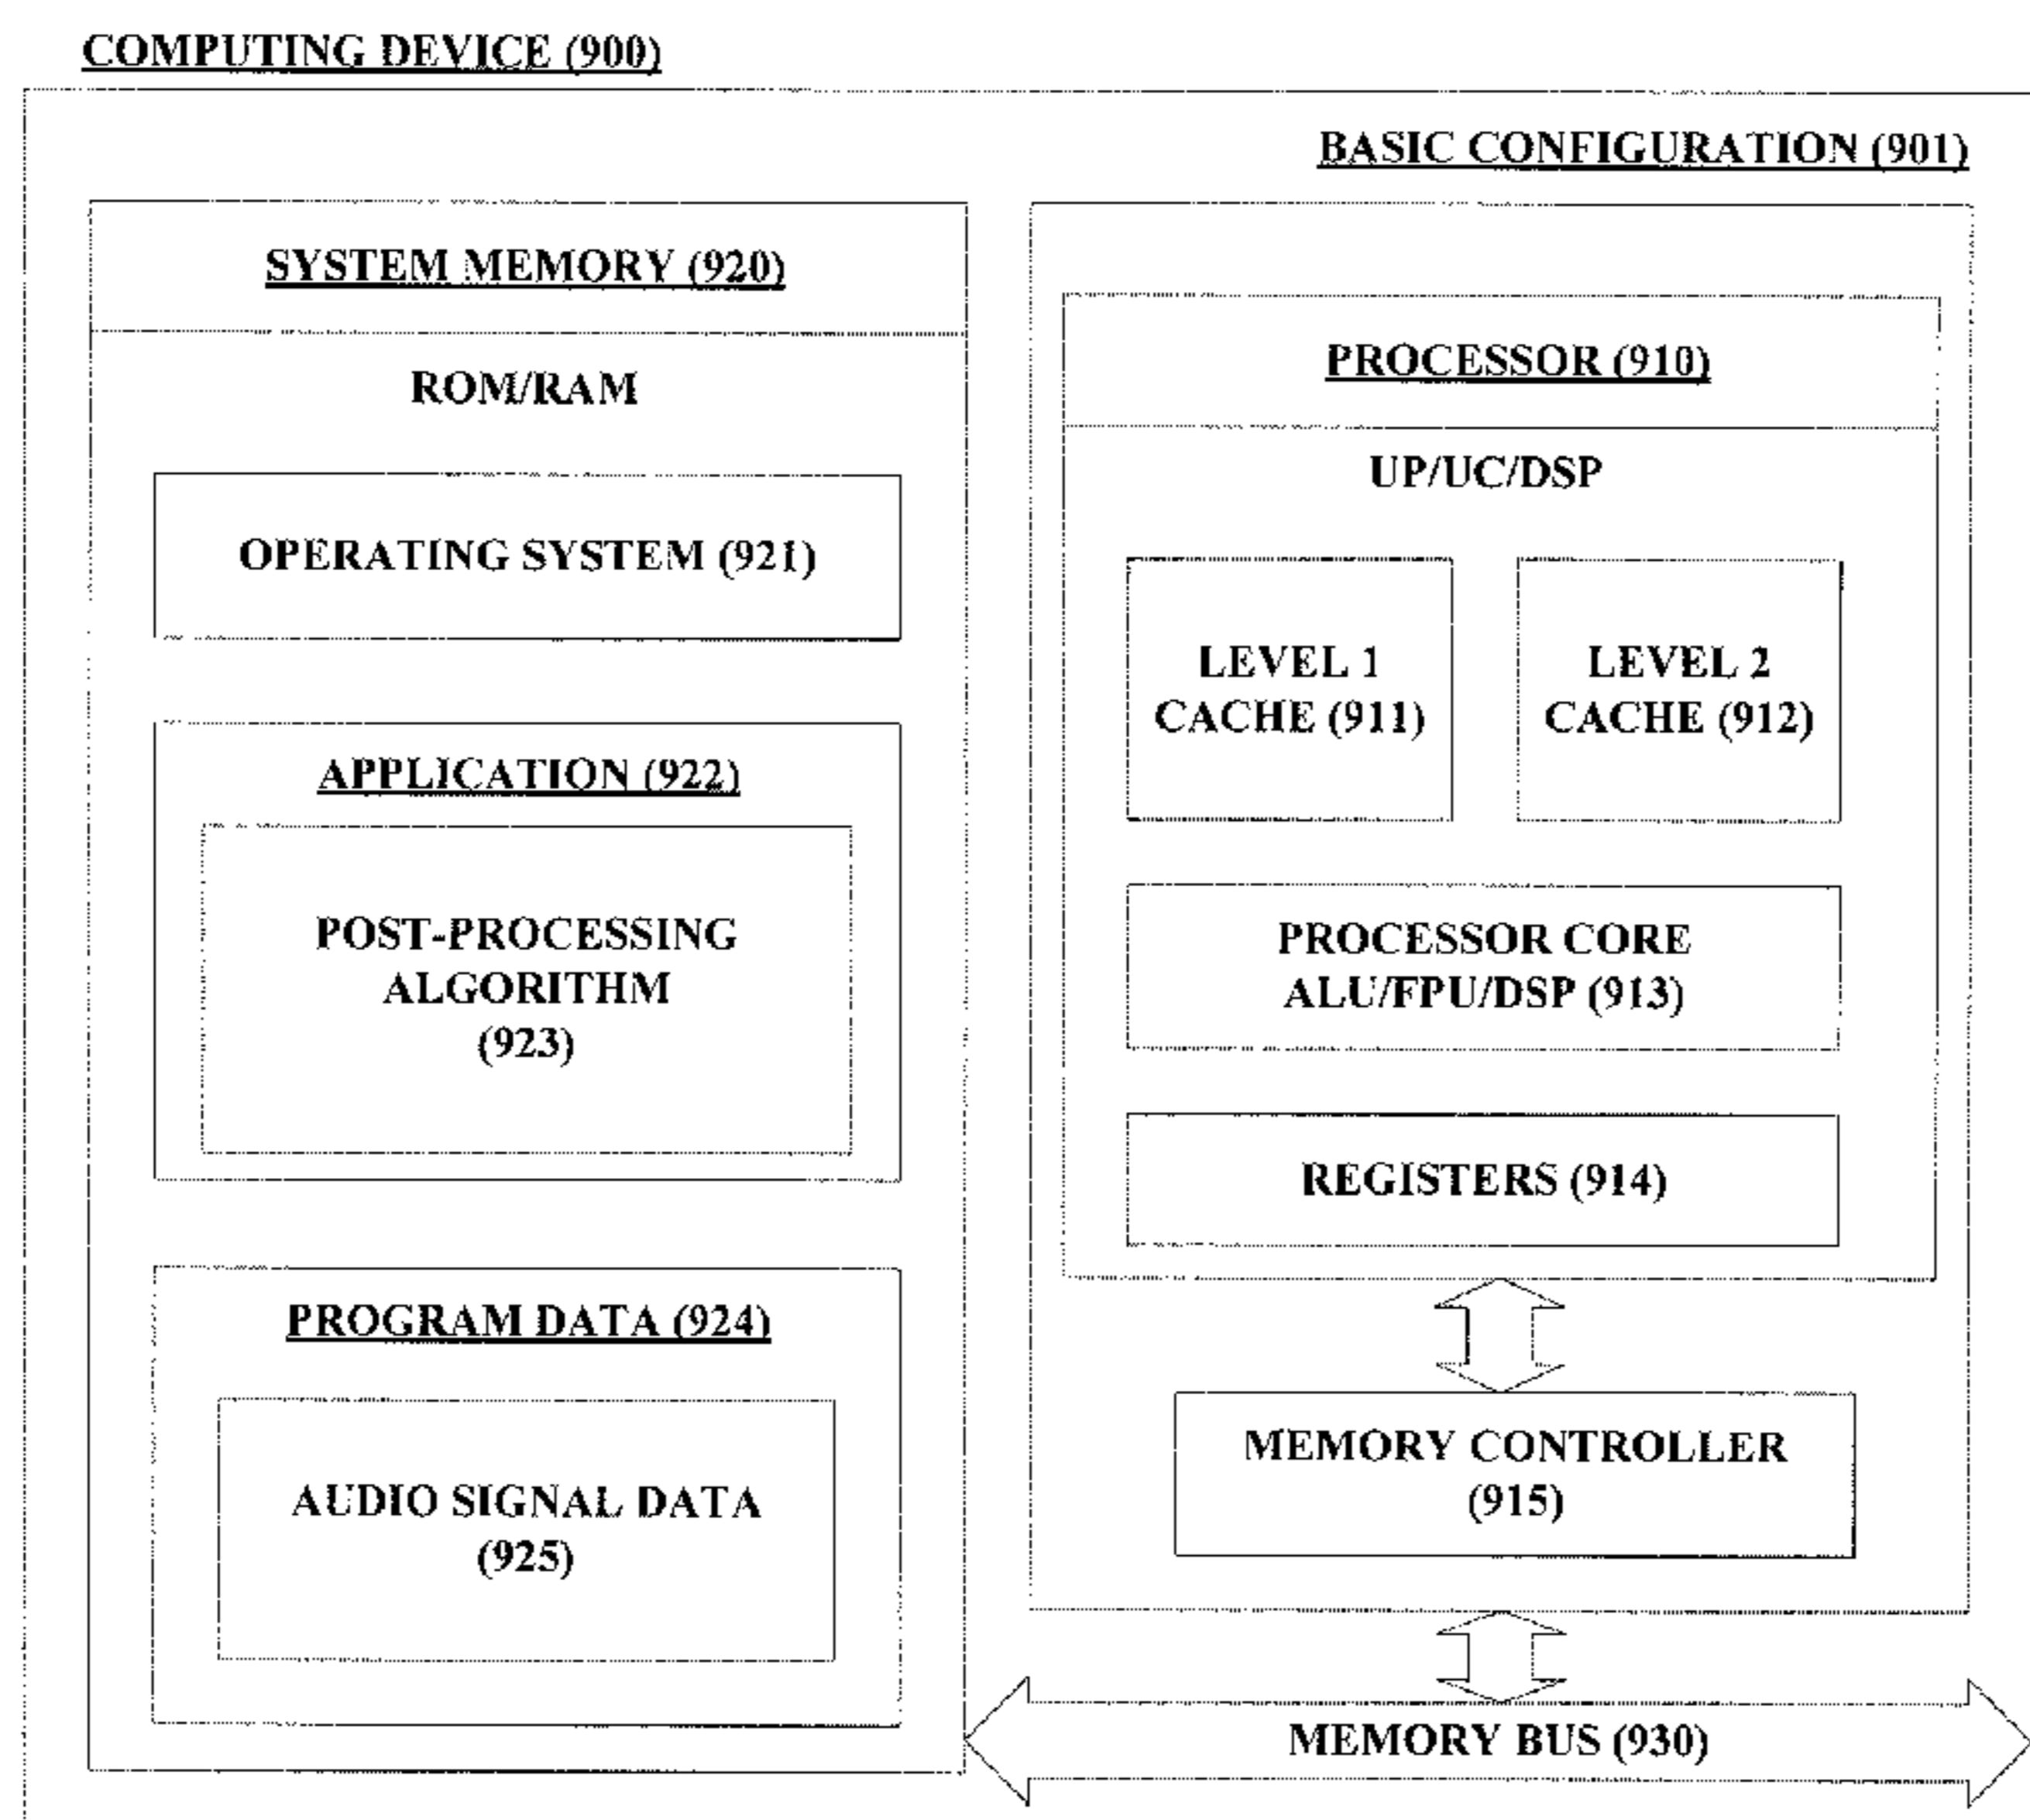 COMPUTING DEVICE (900)
BASIC CONFIGURATION (901)
SYSTEM MEMORY (920)
ROM/RAM
OPERATING SYSTEM (921)
APPLICATION (922)
POST-PROCESSING
ALGORITHM
(923)
PROGRAM DATA (924)
AUDIO SIGNAL DATA
(925)
PROCESSOR (910)
UP/UC/DSP
LEVEL 1
CACHE (911)
LEVEL 2
CACHE (912)
PROCESSOR CORE
ALU/FPU/DSP (913)
REGISTERS (914)
MEMORY CONTROLLER
(915)
MEMORY BUS (930)